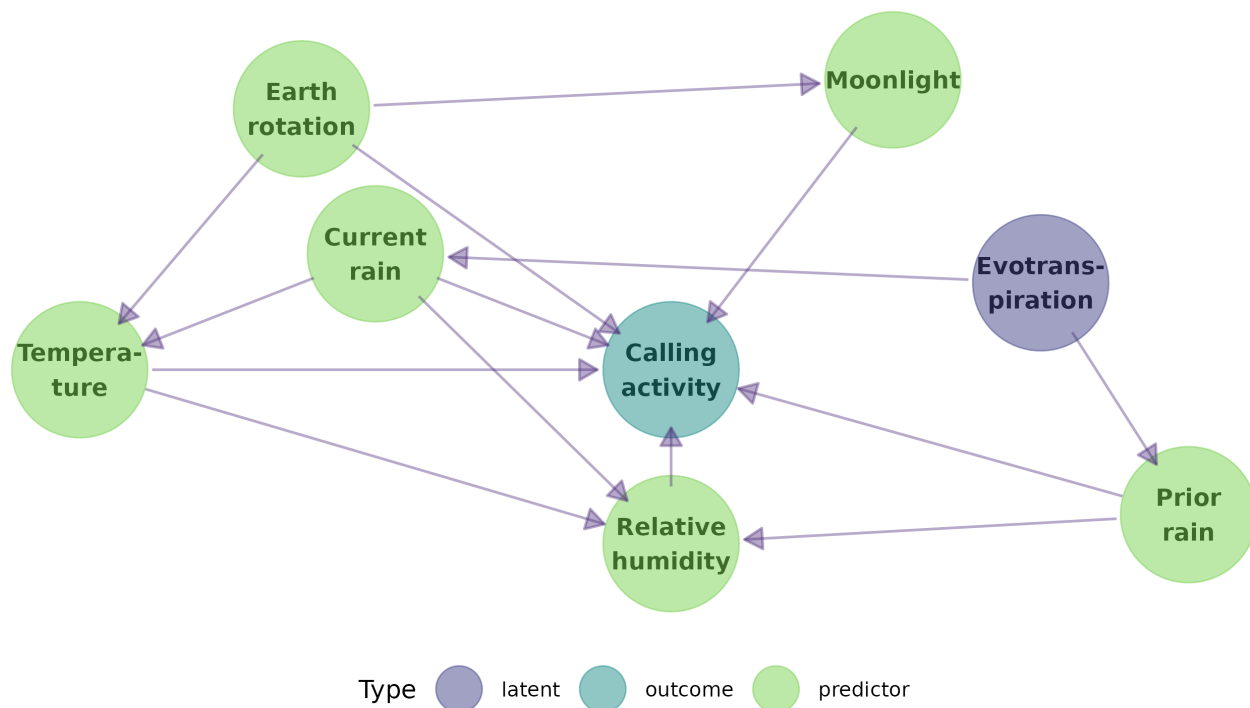 Earth
rotation
Moonlight
Current
rain
Evotrans-
piration
Tempera-
ture
Calling
activity
Prior
rain
Relative
humidity
Type
latent
outcome
predictor